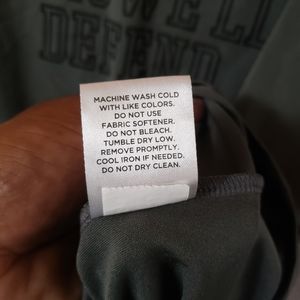 DEFEND
MACHINE WASH COLD
WITH LIKE COLORS.
DO NOT USE
FABRIC SOFTENER.
DO NOT BLEACH.
TUMBLE DRY LOW.
REMOVE PROMPTLY.
COOL IRON IF NEEDED.
DO NOT DRY CLEAN.